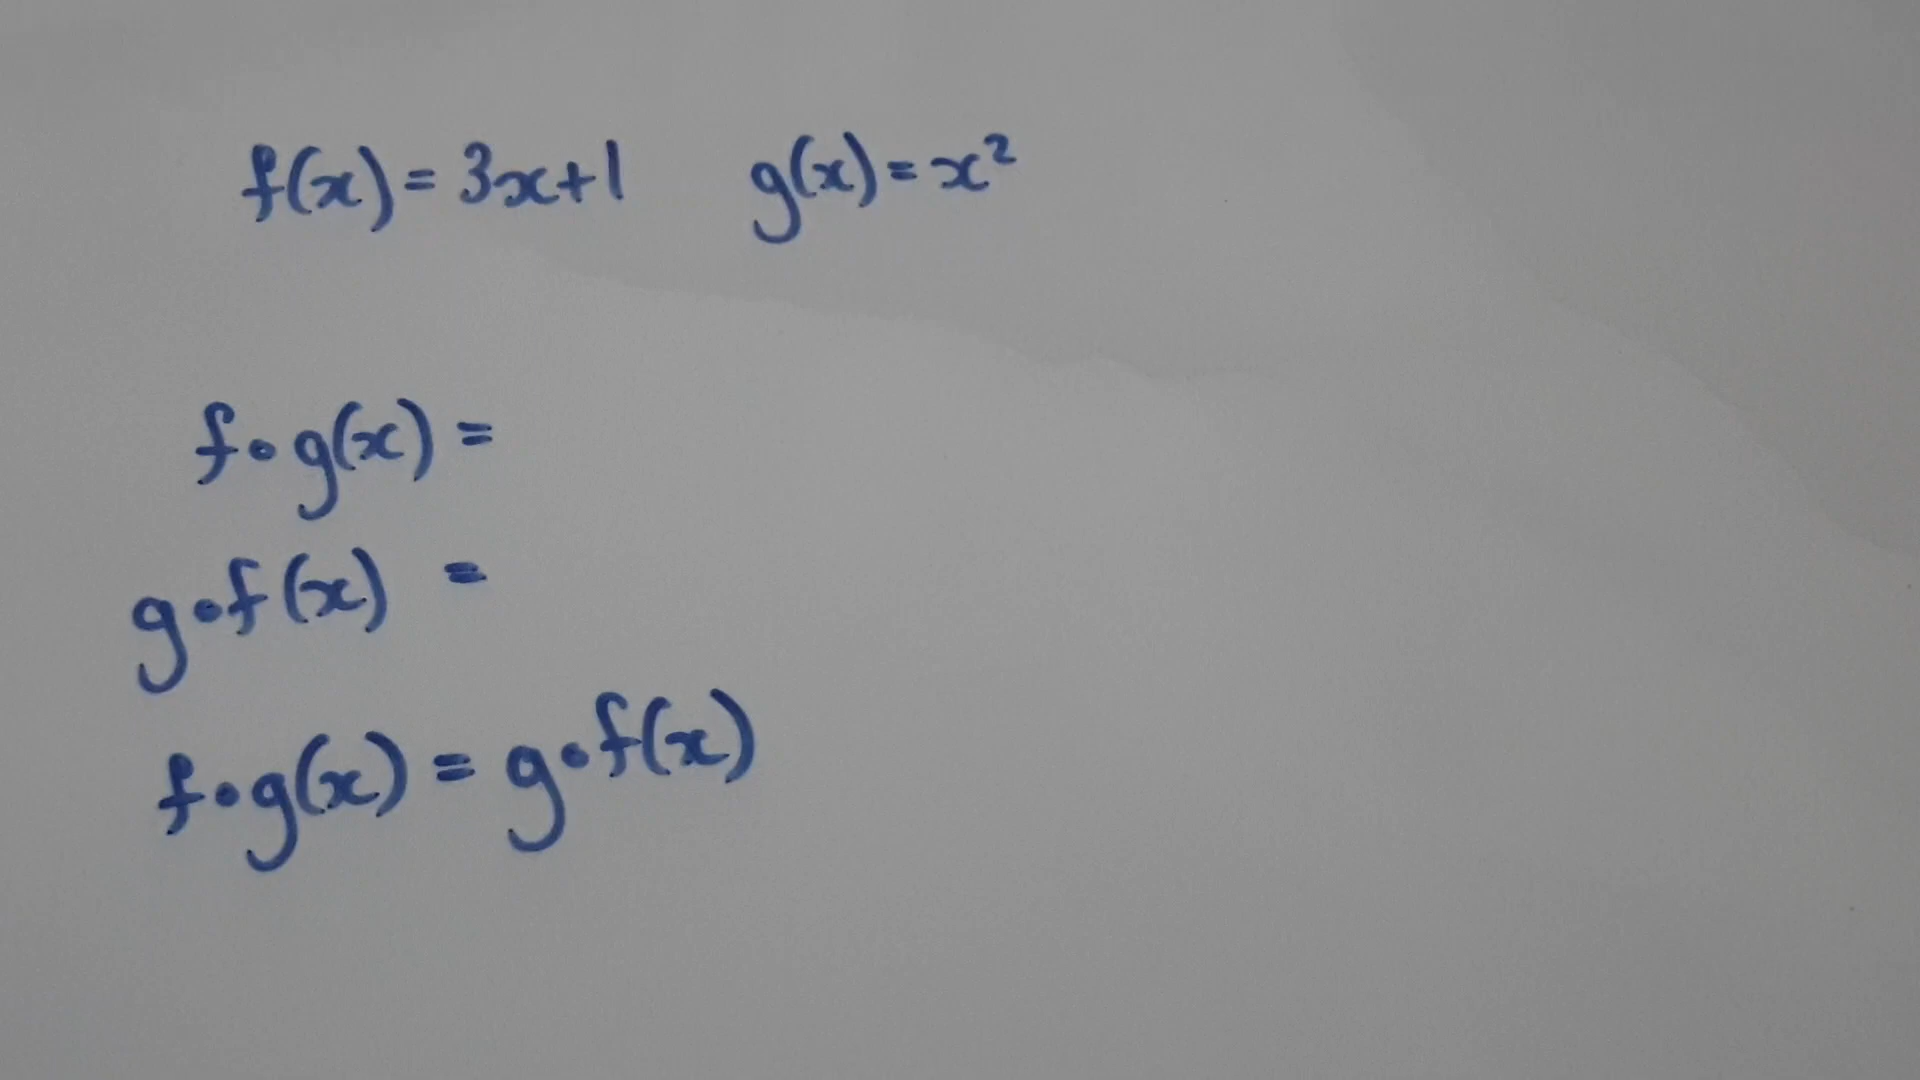 f(x) = 3x+1 g(x) = x²
f∘g(x) =
g∘f(x) =
f∘g(x) = g∘f(x)